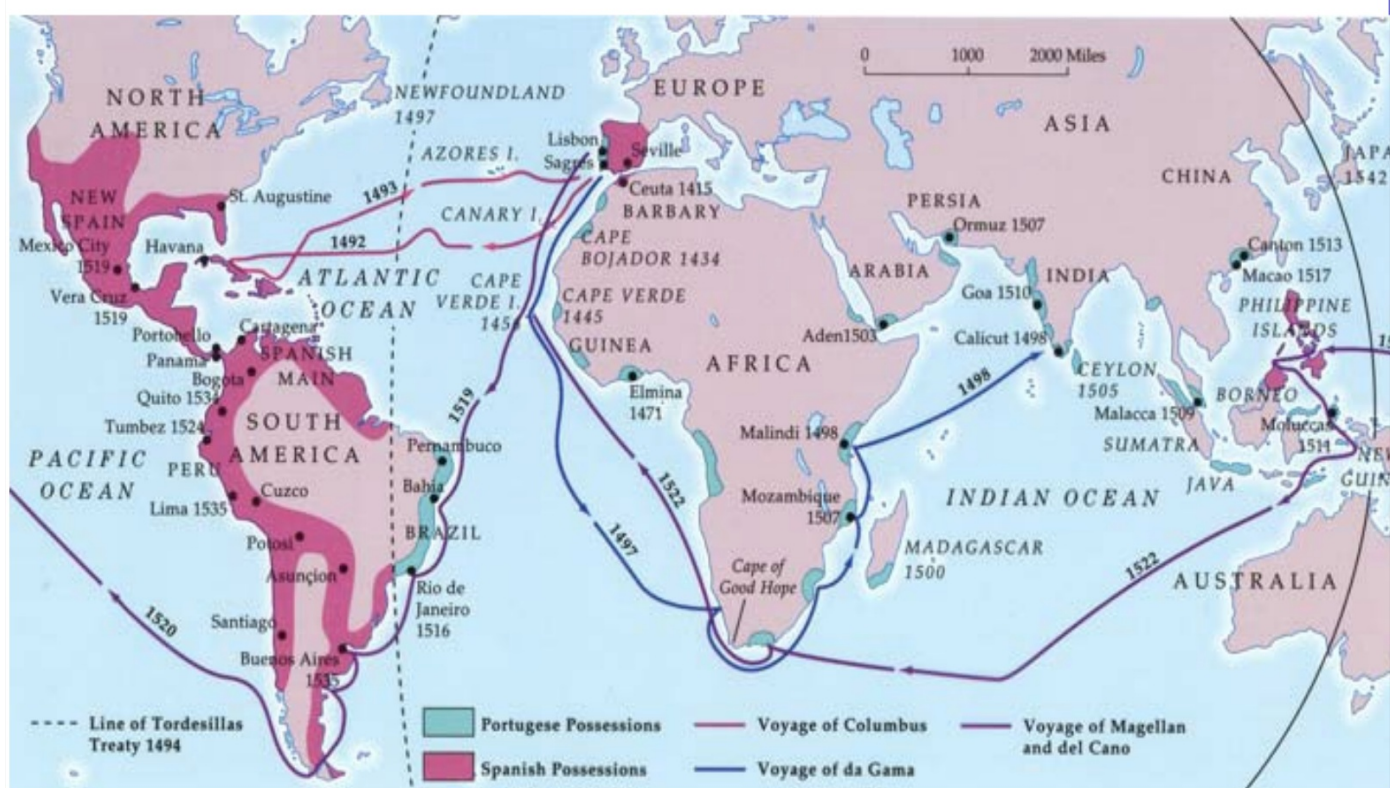 NORTH
AMERICA
NEWFOUNDLAND
1497
EUROPE
0 1000 2000 Miles
ASIA
CHINA
JAPA
1542
AZORES I.
Lisbon
Sagres
Seville
Ceuta 1415
BARBARY
PERSIA
Ormuz 1507
NEW
SPAIN
St. Augustine
1493
CANARY I.
CAPE
BOJADOR 1434
ARABIA
INDIA
Canton 1513
Macao 1517
Mexico City
1519
Havana
1492
ATLANTIC
OCEAN
CAPE
VERDE I.
1456
CAPE VERDE
1445
Goa 1510
PHILIPPINE
ISLANDS
Vera Cruz
1519
Portobello
Cartagena
Panama
SPANISH
MAIN
Bogota
GUINEA
AFRICA
Aden1503
Calicut 1498
CEYLON
1505
Quito 1534
Tumbez 1524
SOUTH
AMERICA
1519
Elmina
1471
1498
Malacca 1509
BORNEO
Moluccas
1511
SUMATRA
PACIFIC
OCEAN
PERU
Pernambuco
Malindi 1498
NEW
GUIN
JAVA
Lima 1535
Cuzco
Bahia
1522
Mozambique
1507
INDIAN OCEAN
Potosi
BRAZIL
1497
MADAGASCAR
1500
Asunçion
Cape of
Good Hope
1522
AUSTRALIA
1520
Santiago
Rio de
Janeiro
1516
Buenos Aires
1535
Line of Tordesillas
Treaty 1494
Portugese Possessions
Spanish Possessions
Voyage of Columbus
Voyage of da Gama
Voyage of Magellan
and del Cano